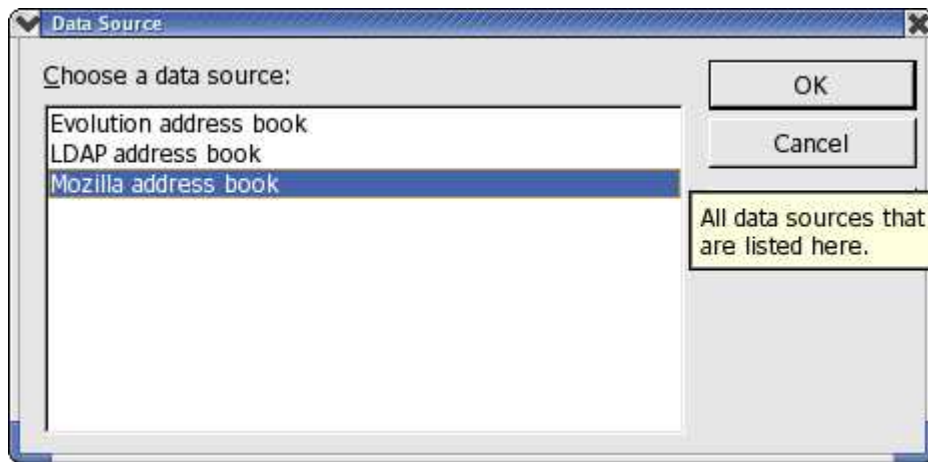 Data Source
Choose a data source:
Evolution address book
LDAP address book
Mozilla address book
OK
Cancel
All data sources that
are listed here.